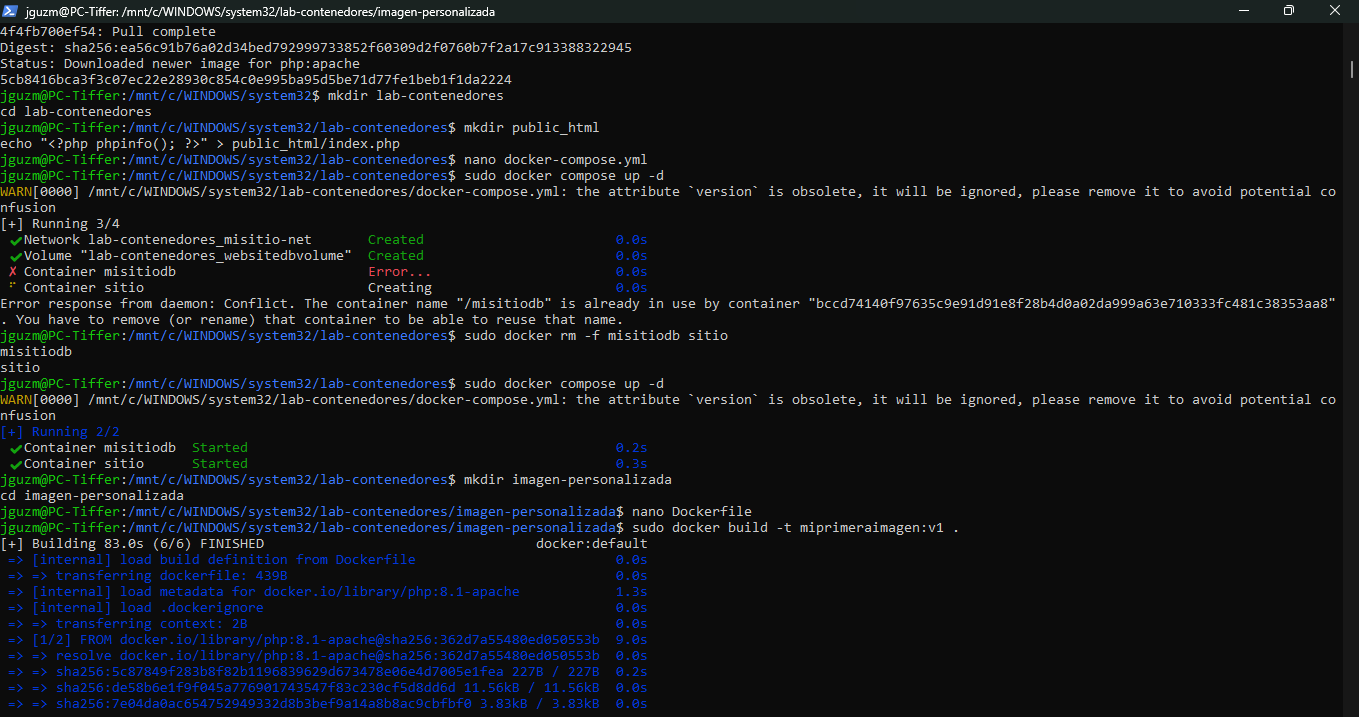 jguzm@PC-Tiffer: /mnt/c/WINDOWS/system32/lab-contenedores/imagen-personalizada
4f4fb700ef54: Pull complete
Digest: sha256:ea56c91b76a02d34bed792999733852f60309d2f0760b7f2a17c913388322945
Status: Downloaded newer image for php:apache
5cb8416bca3f3c07ec22e28930c854c0e995ba95d5be71d77fe1beb1f1da2224
jguzm@PC-Tiffer:/mnt/c/WINDOWS/system32$ mkdir lab-contenedores
cd lab-contenedores
jguzm@PC-Tiffer:/mnt/c/WINDOWS/system32/lab-contenedores$ mkdir public_html
echo "<?php phpinfo(); ?>" > public_html/index.php
jguzm@PC-Tiffer:/mnt/c/WINDOWS/system32/lab-contenedores$ nano docker-compose.yml
jguzm@PC-Tiffer:/mnt/c/WINDOWS/system32/lab-contenedores$ sudo docker compose up -d
WARN[0000] /mnt/c/WINDOWS/system32/lab-contenedores/docker-compose.yml: the attribute `version` is obsolete, it will be ignored, please remove it to avoid potential co
nfusion
[+] Running 3/4
✔Network lab-contenedores_misitio-net Created 0.0s
✔Volume "lab-contenedores_websitedbvolume" Created 0.0s
✗ Container misitiodb Error... 0.0s
⠋ Container sitio Creating 0.0s
Error response from daemon: Conflict. The container name "/misitiodb" is already in use by container "bccd74140f97635c9e91d91e8f28b4d0a02da999a63e710333fc481c38353aa8"
. You have to remove (or rename) that container to be able to reuse that name.
jguzm@PC-Tiffer:/mnt/c/WINDOWS/system32/lab-contenedores$ sudo docker rm -f misitiodb sitio
misitiodb
sitio
jguzm@PC-Tiffer:/mnt/c/WINDOWS/system32/lab-contenedores$ sudo docker compose up -d
WARN[0000] /mnt/c/WINDOWS/system32/lab-contenedores/docker-compose.yml: the attribute `version` is obsolete, it will be ignored, please remove it to avoid potential co
nfusion
[+] Running 2/2
✔Container misitiodb Started 0.2s
✔Container sitio Started 0.3s
jguzm@PC-Tiffer:/mnt/c/WINDOWS/system32/lab-contenedores$ mkdir imagen-personalizada
cd imagen-personalizada
jguzm@PC-Tiffer:/mnt/c/WINDOWS/system32/lab-contenedores/imagen-personalizada$ nano Dockerfile
jguzm@PC-Tiffer:/mnt/c/WINDOWS/system32/lab-contenedores/imagen-personalizada$ sudo docker build -t miprimeraimagen:v1 .
[+] Building 83.0s (6/6) FINISHED docker:default
=> [internal] load build definition from Dockerfile 0.0s
=> => transferring dockerfile: 439B 0.0s
=> [internal] load metadata for docker.io/library/php:8.1-apache 1.3s
=> [internal] load .dockerignore 0.0s
=> => transferring context: 2B 0.0s
=> [1/2] FROM docker.io/library/php:8.1-apache@sha256:362d7a55480ed050553b 9.0s
=> => resolve docker.io/library/php:8.1-apache@sha256:362d7a55480ed050553b 0.0s
=> => sha256:5c87849f283b8f82b1196839629d673478e06e4d7005e1fea 227B / 227B 0.2s
=> => sha256:de58b6e1f9f045a776901743547f83c230cf5d8dd6d 11.56kB / 11.56kB 0.0s
=> => sha256:7e04da0ac654752949332d8b3bef9a14a8b8ac9cbfbf0 3.83kB / 3.83kB 0.0s